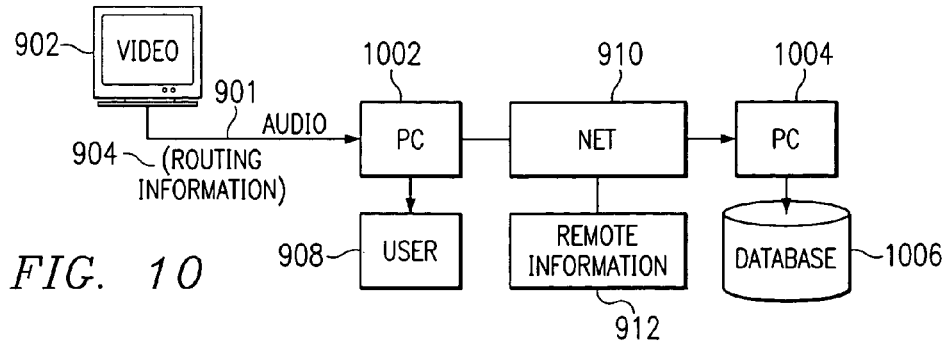 902
VIDEO
901
AUDIO
904
(ROUTING
INFORMATION)
1002
PC
910
NET
1004
PC
908
USER
REMOTE
INFORMATION
912
DATABASE
1006
FIG. 10